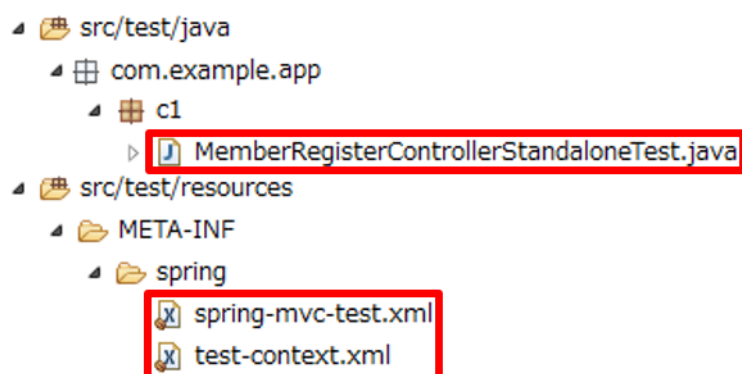 src/test/java
com.example.app
c1
MemberRegisterControllerStandaloneTest.java
src/test/resources
META-INF
spring
spring-mvc-test.xml
test-context.xml